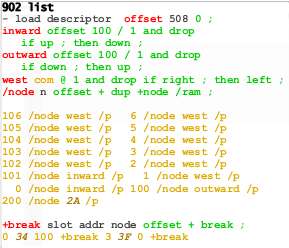 902 list
- load descriptor offset 508 0 ;
inward offset 100 / 1 and drop
if up ; then down ;
outward offset 100 / 1 and drop
if down ; then up ;
west com @ 1 and drop if right ; then left ;
/node n offset + dup +node /ram ;
106 /node west /p 6 /node west /p
105 /node west /p 5 /node west /p
104 /node west /p 4 /node west /p
103 /node west /p 3 /node west /p
102 /node west /p 2 /node west /p
101 /node inward /p 1 /node west /p
0 /node inward /p 100 /node outward /p
200 /node 2A /p
+break slot addr node offset + break ;
0 34 100 +break 3 3F 0 +break